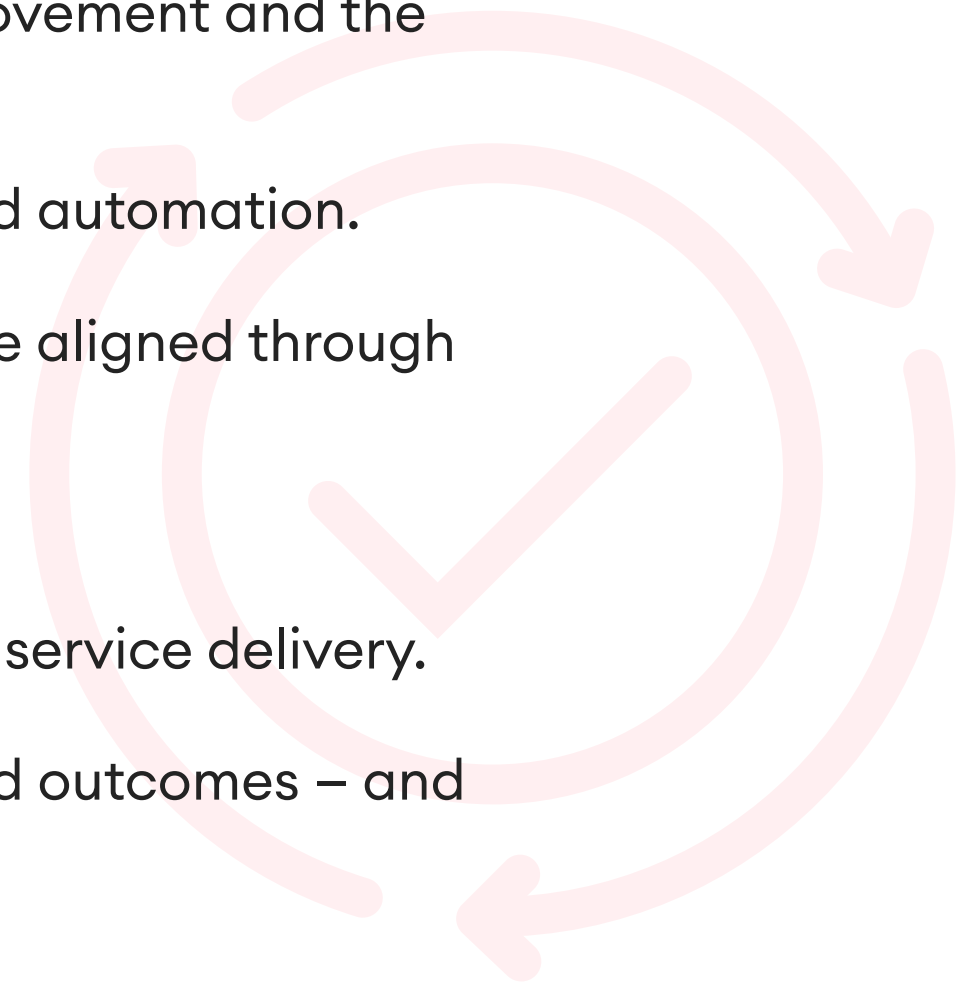 ovement and the
d automation.
e aligned through
service delivery.
d outcomes – and